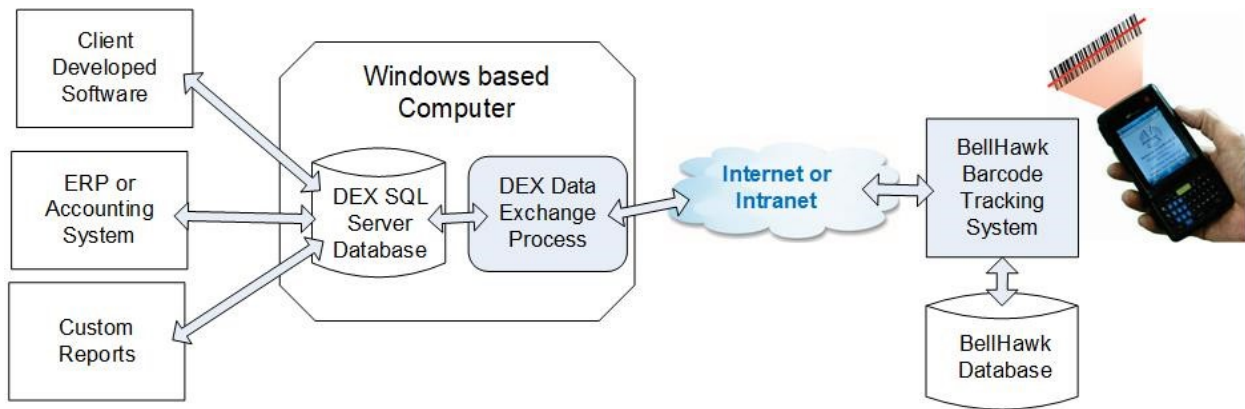 Client
Developed
Software
ERP or
Accounting
System
Custom
Reports
Windows based
Computer
DEX SQL
Server
Database
DEX Data
Exchange
Process
Internet or
Intranet
BellHawk
Barcode
Tracking
System
BellHawk
Database